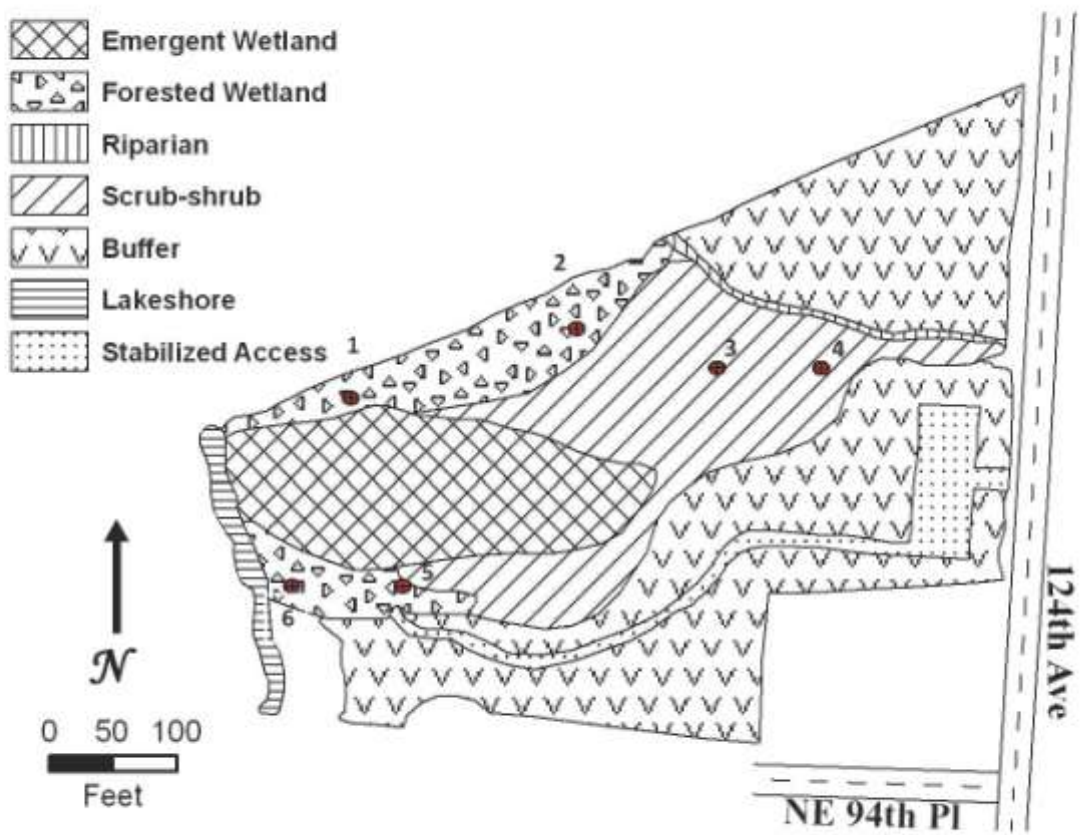 Emergent Wetland
Forested Wetland
Riparian
Scrub-shrub
Buffer
Lakeshore
Stabilized Access
1
2
3
4
5
6
N
0 50 100
Feet
124th Ave
NE 94th Pl